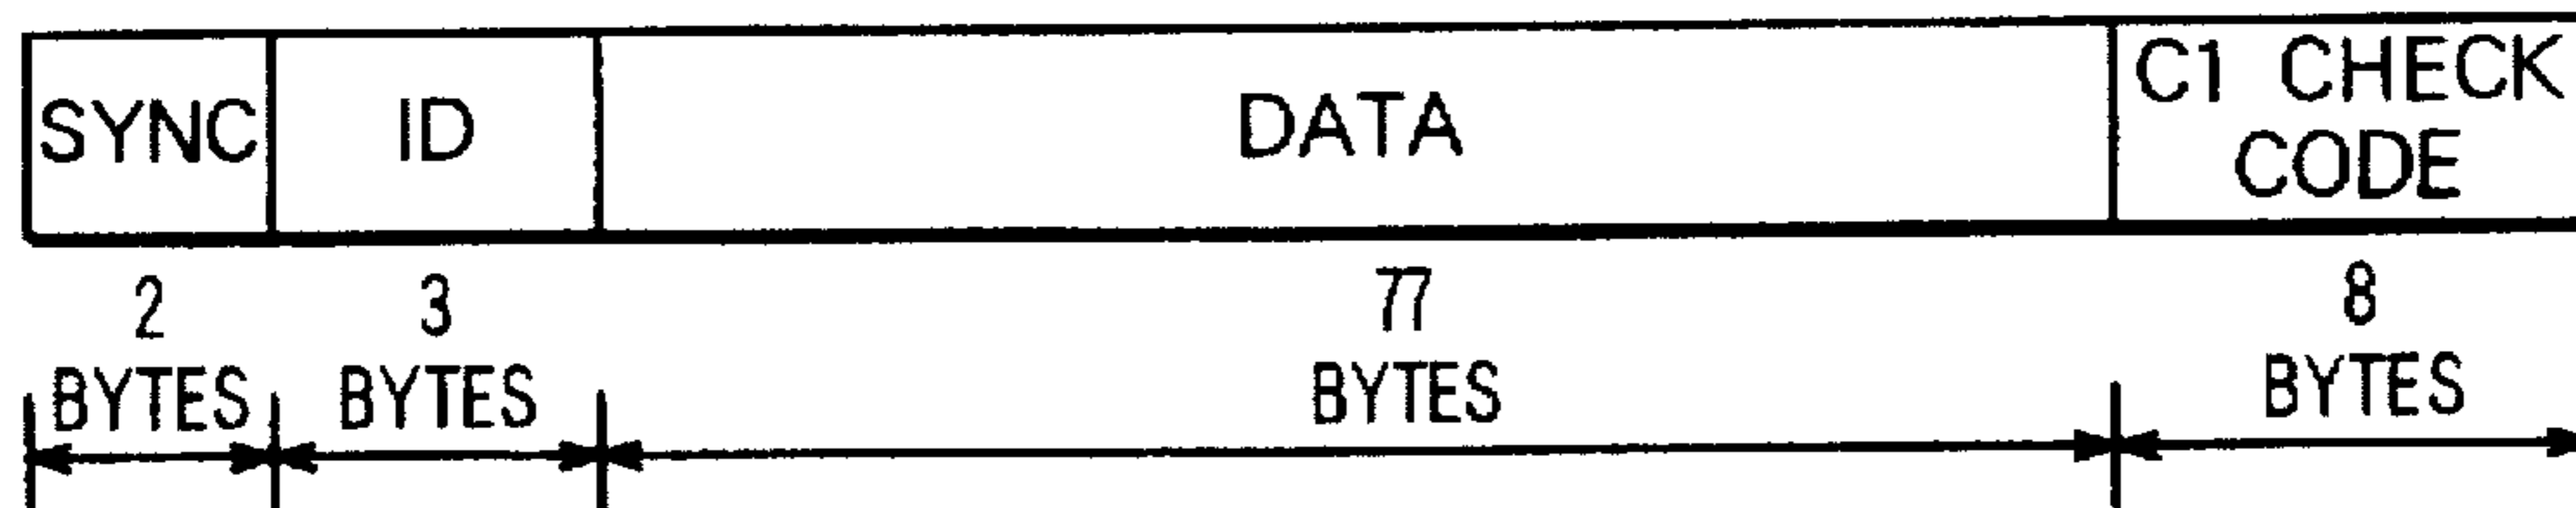 SYNC ID DATA C1 CHECK
CODE
2 3 77 8
BYTES BYTES BYTES BYTES